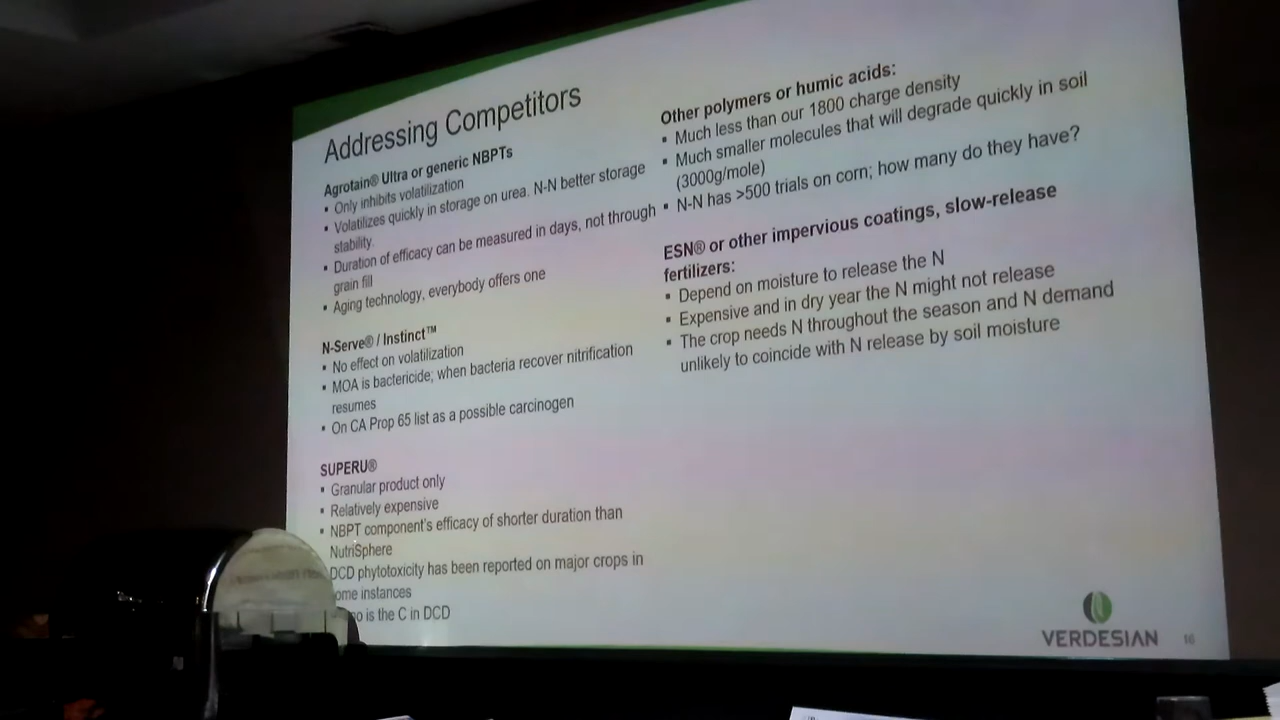 Addressing Competitors
Agrotain® Ultra or generic NBPTs
▪ Only inhibits volatilization
▪ Volatilizes quickly in storage on urea. N-N better storage
stability.
▪ Duration of efficacy can be measured in days, not through
grain fill
▪ Aging technology, everybody offers one
N-Serve® / Instinct™
▪ No effect on volatilization
▪ MOA is bactericide; when bacteria recover nitrification
resumes
▪ On CA Prop 65 list as a possible carcinogen
SUPERU®
▪ Granular product only
▪ Relatively expensive
▪ NBPT component's efficacy of shorter duration than
NutriSphere
DCD phytotoxicity has been reported on major crops in
ome instances
is the C in DCD
Other polymers or humic acids:
▪ Much less than our 1800 charge density
▪ Much smaller molecules that will degrade quickly in soil
(3000g/mole)
▪ N-N has >500 trials on corn; how many do they have?
ESN® or other impervious coatings, slow-release
fertilizers:
▪ Depend on moisture to release the N
▪ Expensive and in dry year the N might not release
▪ The crop needs N throughout the season and N demand
unlikely to coincide with N release by soil moisture
VERDESIAN
16